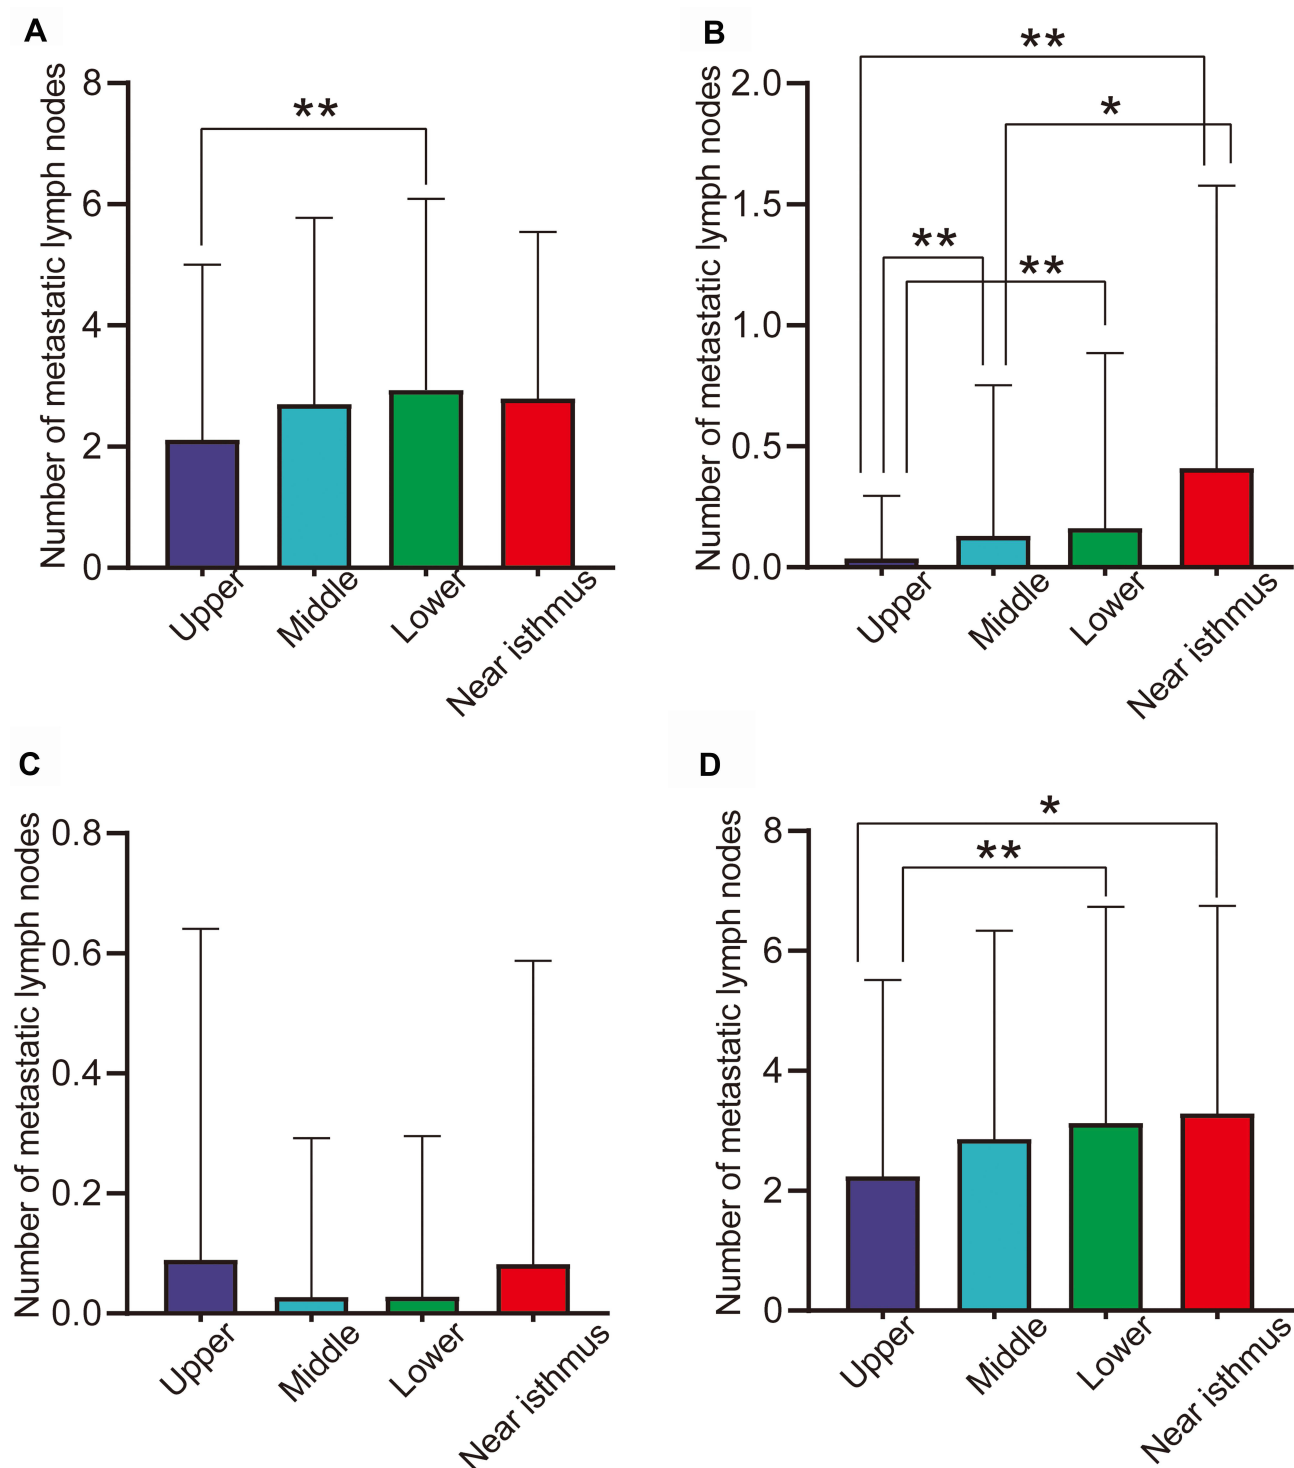 A
Number of metastatic lymph nodes
8
6
4
2
0
**
Upper
Middle
Lower
Near isthmus
B
Number of metastatic lymph nodes
2.0
1.5
1.0
0.5
0.0
**
*
**
**
Upper
Middle
Lower
Near isthmus
C
Number of metastatic lymph nodes
0.8
0.6
0.4
0.2
0.0
Upper
Middle
Lower
Near isthmus
D
Number of metastatic lymph nodes
8
6
4
2
0
*
**
Upper
Middle
Lower
Near isthmus